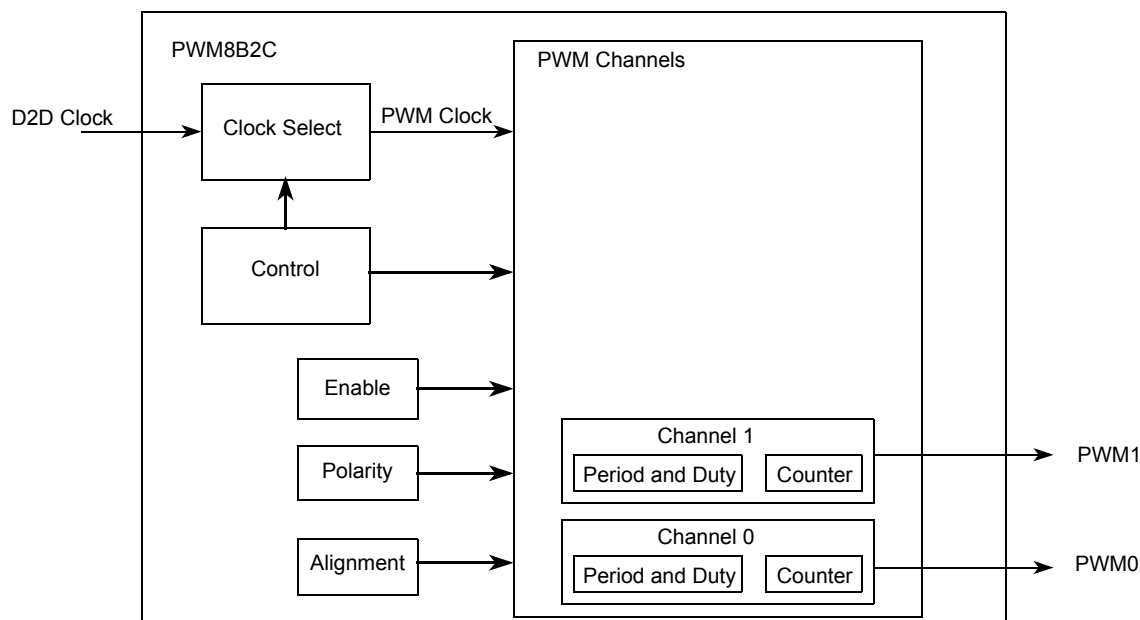 PWM8B2C
PWM Channels
D2D Clock
Clock Select
PWM Clock
Control
Enable
Polarity
Alignment
Channel 1
Period and Duty
Counter
PWM1
Channel 0
Period and Duty
Counter
PWM0